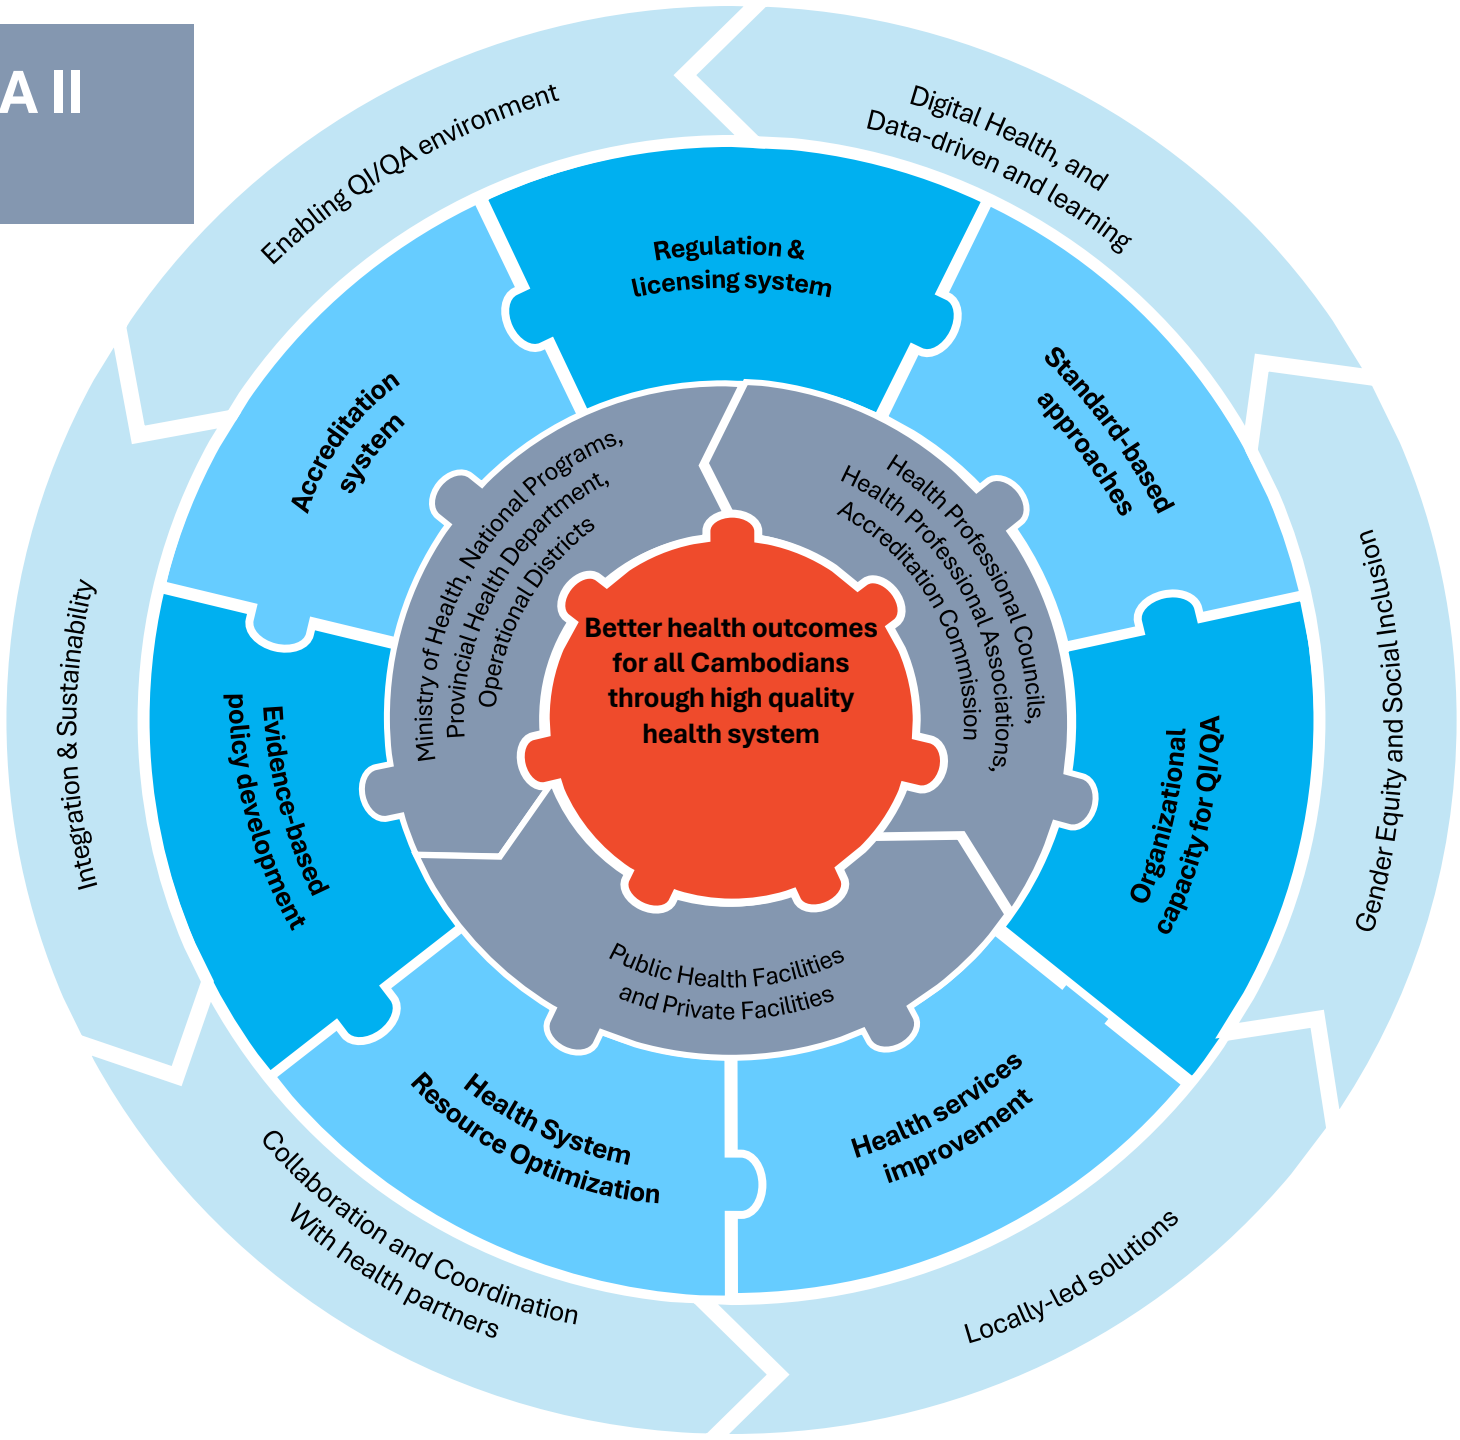 A II
Enabling QI/QA environment
Digital Health, and
Data-driven and learning
Gender Equity and Social Inclusion
Locally-led solutions
Collaboration and Coordination
With health partners
Integration & Sustainability
Regulation &
licensing system
Standard-based
approaches
Organizational
capacity for QI/QA
Health services
improvement
Health System
Resource Optimization
Evidence-based
policy development
Accreditation
system
Ministry of Health, National Programs,
Provincial Health Department,
Operational Districts
Health Professional Councils,
Health Professional Associations,
Accreditation Commission
Public Health Facilities
and Private Facilities
Better health outcomes
for all Cambodians
through high quality
health system